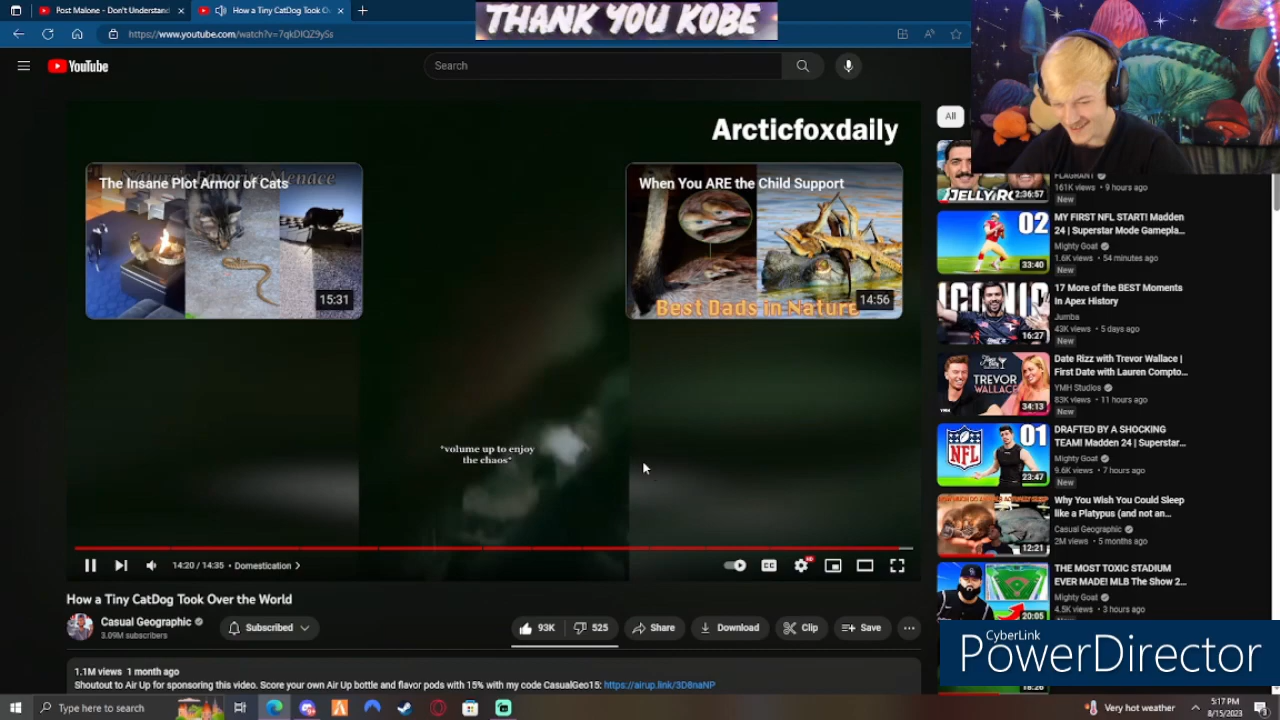 Post Malone - Don't Understand
How a Tiny CatDog Took O
THANK YOU KOBE
https://www.youtube.com/watch?v=7qkDIQZ9ySs
YouTube
Search
Arcticfoxdaily
All
The Insane Plot Armor of Cats
15:31
When You ARE the Child Support
Best Dads in Nature
14:56
*volume up to enjoy
the chaos*
14:20 / 14:35 • Domestication
How a Tiny CatDog Took Over the World
Casual Geographic
3.09M subscribers
Subscribed
93K
525
Share
Download
Clip
Save
1.1M views 1 month ago
Shoutout to Air Up for sponsoring this video. Score your own Air Up bottle and flavor pods with 15% with my code CasualGeo15: https://airup.link/3D8naNP
2:36:57
FLAGRANT
161K views • 9 hours ago
New
02
33:40
MY FIRST NFL START! Madden
24 | Superstar Mode Gamepla...
Mighty Goat
1.6K views • 54 minutes ago
New
ICONIC
16:27
17 More of the BEST Moments
In Apex History
Jumba
43K views • 5 days ago
New
TREVOR
WALLACE
34:13
Date Rizz with Trevor Wallace |
First Date with Lauren Compto...
YMH Studios
83K views • 11 hours ago
New
NFL
01
23:47
DRAFTED BY A SHOCKING
TEAM! Madden 24 | Superstar...
Mighty Goat
9.6K views • 7 hours ago
New
12:21
Why You Wish You Could Sleep
like a Platypus (and not an...
Casual Geographic
2M views • 5 months ago
20:05
THE MOST TOXIC STADIUM
EVER MADE! MLB The Show 2...
Mighty Goat
4.5K views • 3 hours ago
New
CyberLink
PowerDirector
Type here to search
Very hot weather
5:17 PM
8/15/2023